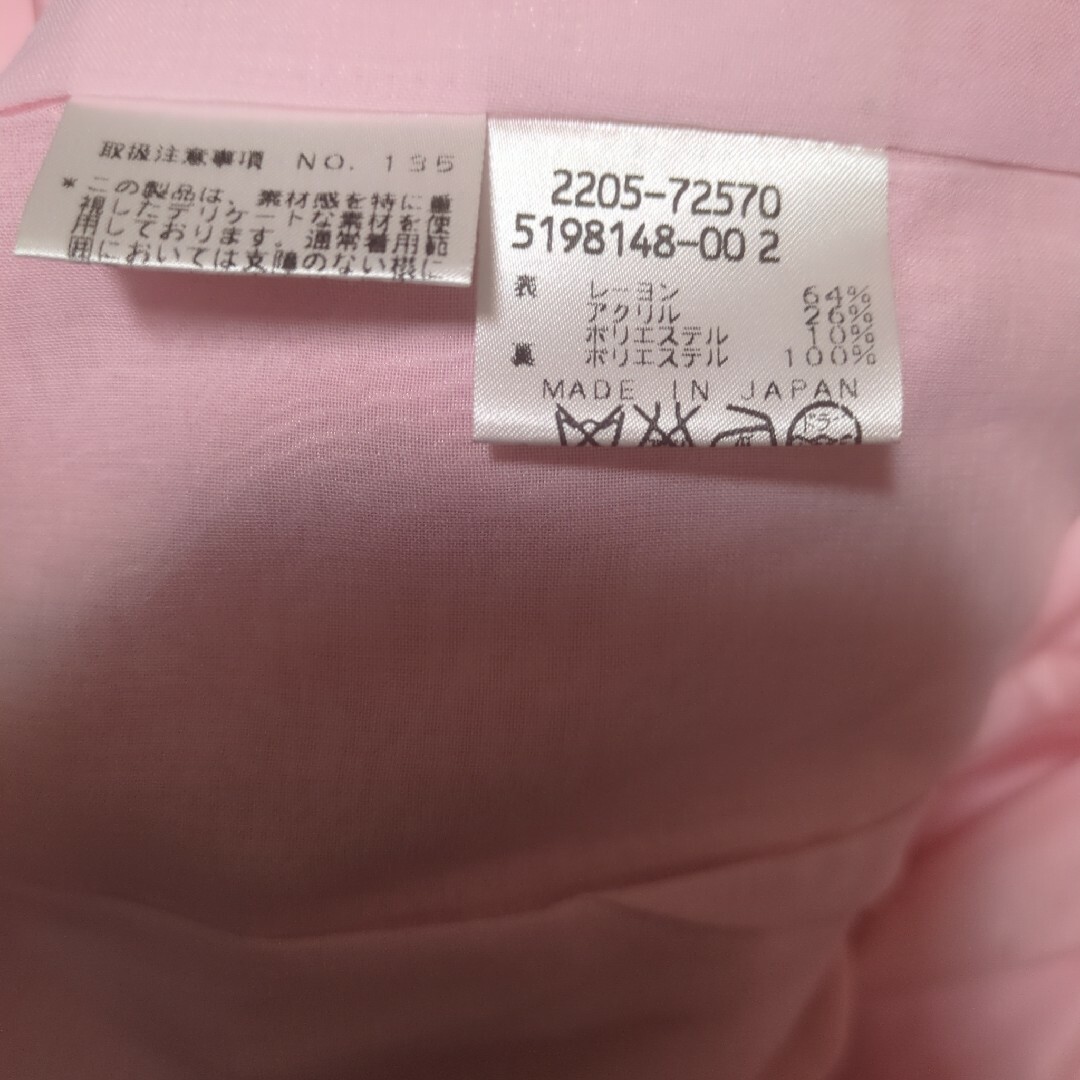 取扱注意事項 NO. 135
*この製品は、素材感を特に重
視したデリケートな素材を使
用しております。通常着用範
囲においては支障のない様に
2205-72570
5198148-00 2
表 レーヨン 64%
アクリル 26%
ポリエステル 10%
裏 ポリエステル 100%
MADE IN JAPAN
ドライ